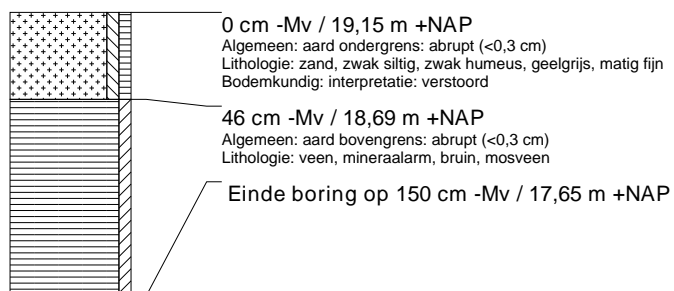 0 cm -Mv / 19,15 m +NAP
Algemeen: aard ondergrens: abrupt (<0,3 cm)
Lithologie: zand, zwak siltig, zwak humeus, geelgrijs, matig fijn
Bodemkundig: interpretatie: verstoord
46 cm -Mv / 18,69 m +NAP
Algemeen: aard bovengrens: abrupt (<0,3 cm)
Lithologie: veen, mineraalarm, bruin, mosveen
Einde boring op 150 cm -Mv / 17,65 m +NAP